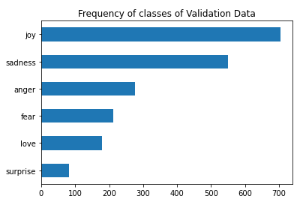 Frequency of classes of Validation Data
joy
sadness
anger
fear
love
surprise
0 100 200 300 400 500 600 700